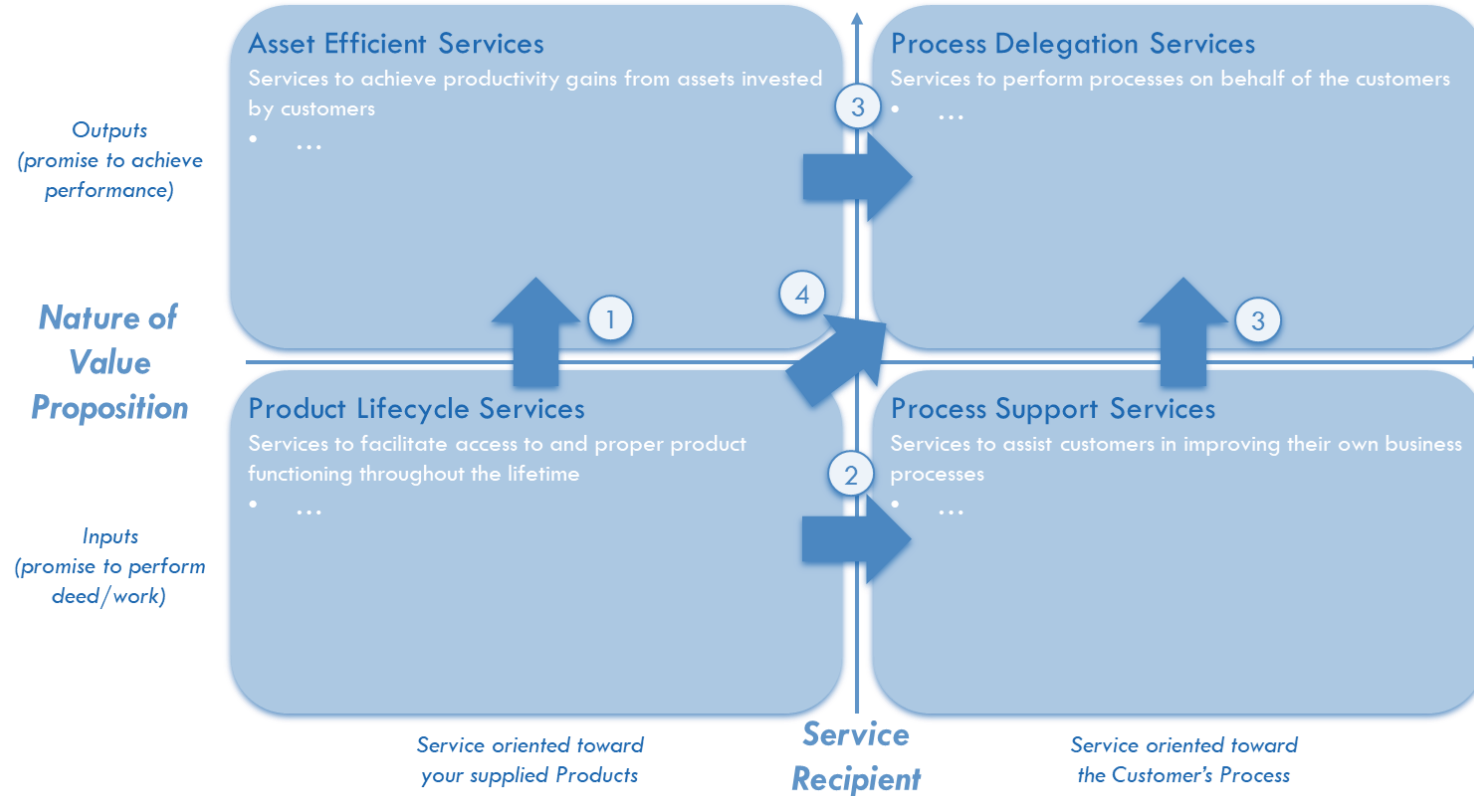 Asset Efficient Services
Services to achieve productivity gains from assets invested
by customers
• ...
Process Delegation Services
Services to perform processes on behalf of the customers
• ...
3
Outputs
(promise to achieve
performance)
4
1
3
Nature of
Value
Proposition
Product Lifecycle Services
Services to facilitate access to and proper product
functioning throughout the lifetime
• ...
Process Support Services
Services to assist customers in improving their own business
processes
• ...
2
Inputs
(promise to perform
deed/work)
Service oriented toward
your supplied Products
Service
Recipient
Service oriented toward
the Customer's Process